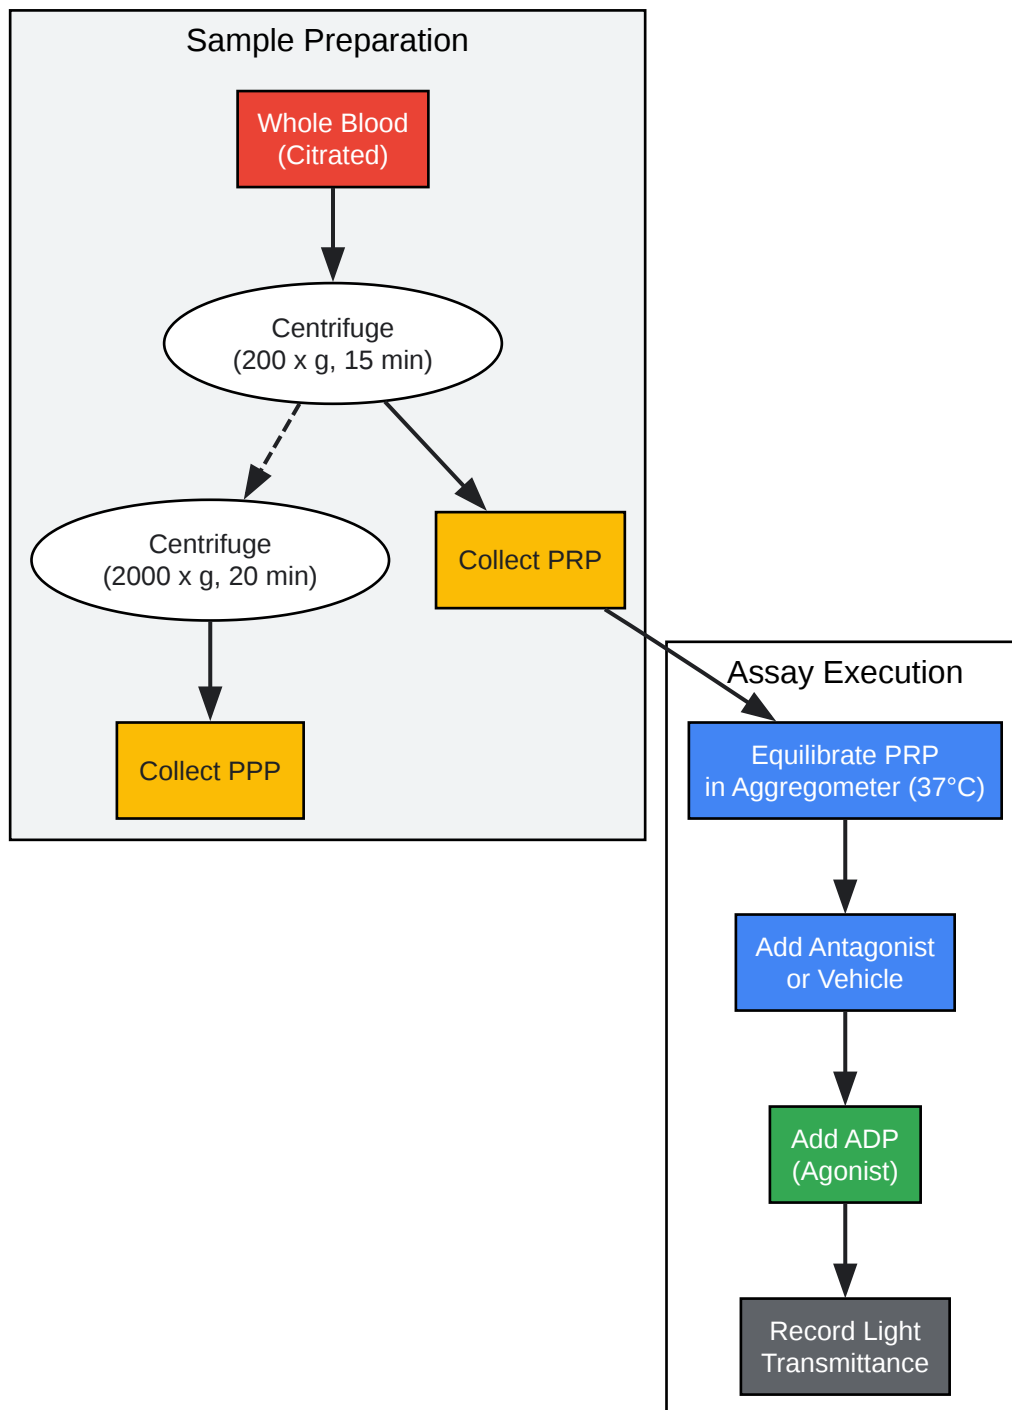 Sample Preparation
Whole Blood
(Citrated)
Centrifuge
(200 x g, 15 min)
Centrifuge
(2000 x g, 20 min)
Collect PRP
Collect PPP
Assay Execution
Equilibrate PRP
in Aggregometer (37°C)
Add Antagonist
or Vehicle
Add ADP
(Agonist)
Record Light
Transmittance